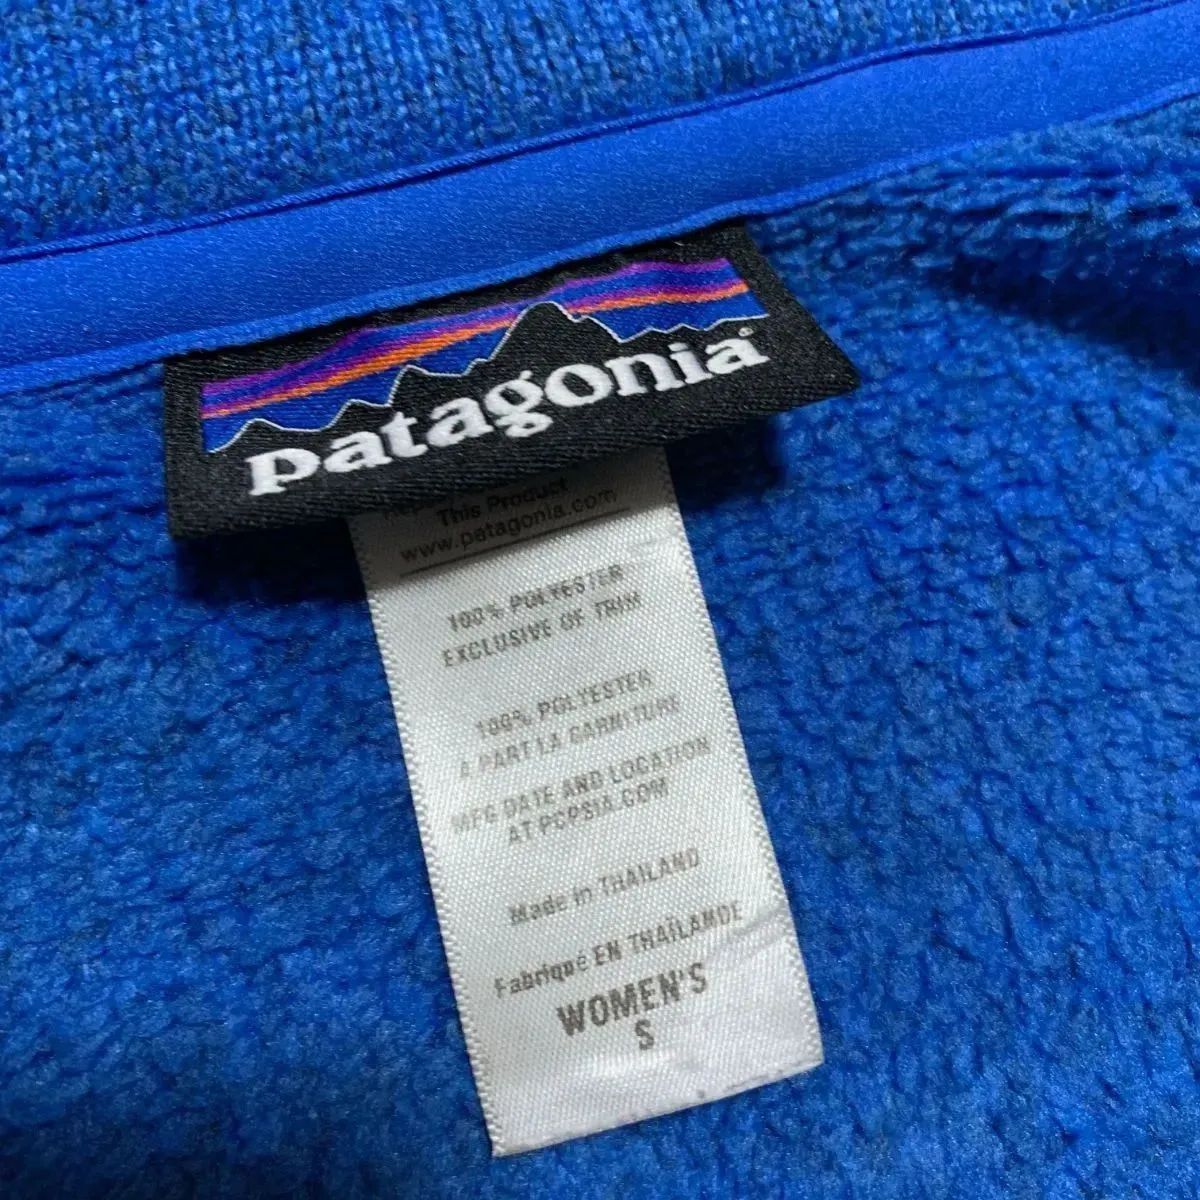 patagonia®
This Product
www.patagonia.com
100% POLYESTER
EXCLUSIVE OF TRIM
100% POLYESTER
A PART LA GARNITURE
MFG DATE AND LOCATION
AT PCPSIA.COM
Made in THAILAND
Fabriqué EN THAÏLANDE
WOMEN'S
S